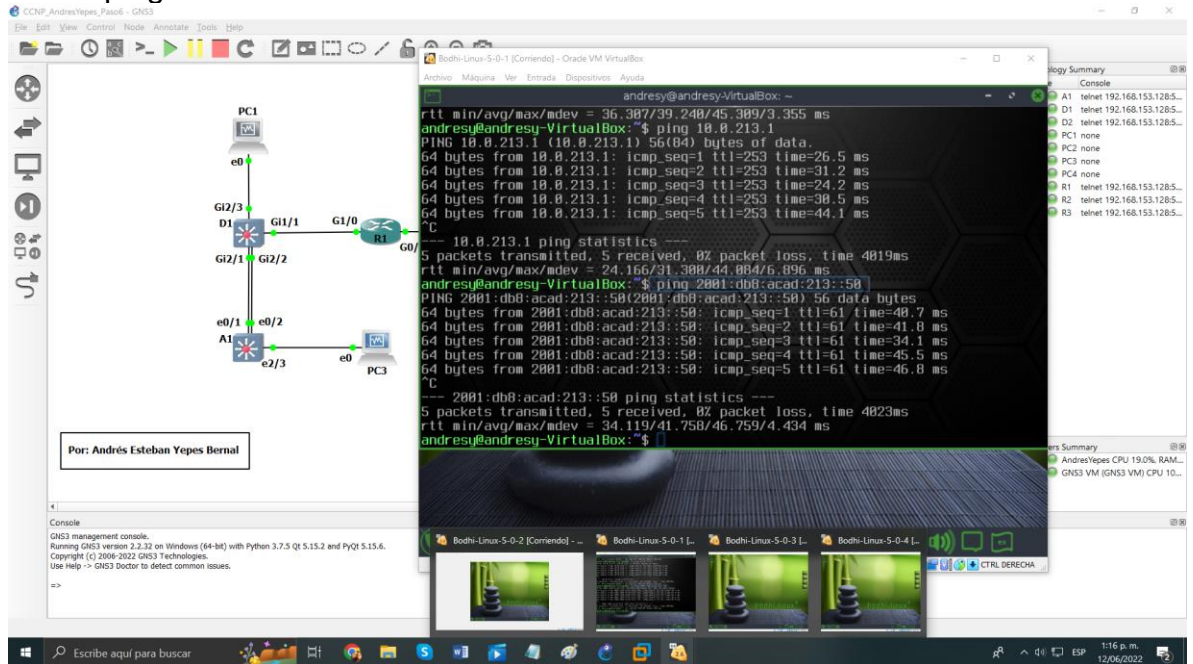 CCNP_AndresYepes_Paso6 - GNS3
File Edit View Control Node Annotate Tools Help
Bodhi-Linux-5-0-1 [Corriendo] - Oracle VM VirtualBox
Archivo Máquina Ver Entrada Dispositivos Ayuda
andresy@andresy-VirtualBox: ~
rtt min/avg/max/mdev = 36.307/39.240/45.309/3.355 ms
andresy@andresy-VirtualBox:~$ ping 10.0.213.1
PING 10.0.213.1 (10.0.213.1) 56(84) bytes of data.
64 bytes from 10.0.213.1: icmp_seq=1 ttl=253 time=26.5 ms
64 bytes from 10.0.213.1: icmp_seq=2 ttl=253 time=31.2 ms
64 bytes from 10.0.213.1: icmp_seq=3 ttl=253 time=24.2 ms
64 bytes from 10.0.213.1: icmp_seq=4 ttl=253 time=30.5 ms
64 bytes from 10.0.213.1: icmp_seq=5 ttl=253 time=44.1 ms
^C
--- 10.0.213.1 ping statistics ---
5 packets transmitted, 5 received, 0% packet loss, time 4019ms
rtt min/avg/max/mdev = 24.166/31.300/44.084/6.896 ms
andresy@andresy-VirtualBox:~$ ping 2001:db8:acad:213::50
PING 2001:db8:acad:213::50(2001:db8:acad:213::50) 56 data bytes
64 bytes from 2001:db8:acad:213::50: icmp_seq=1 ttl=61 time=40.7 ms
64 bytes from 2001:db8:acad:213::50: icmp_seq=2 ttl=61 time=41.8 ms
64 bytes from 2001:db8:acad:213::50: icmp_seq=3 ttl=61 time=34.1 ms
64 bytes from 2001:db8:acad:213::50: icmp_seq=4 ttl=61 time=45.5 ms
64 bytes from 2001:db8:acad:213::50: icmp_seq=5 ttl=61 time=46.8 ms
^C
--- 2001:db8:acad:213::50 ping statistics ---
5 packets transmitted, 5 received, 0% packet loss, time 4023ms
rtt min/avg/max/mdev = 34.119/41.758/46.759/4.434 ms
andresy@andresy-VirtualBox:~$
PC1
e0
Gi2/3
D1 Gi1/1 G1/0 R1 G0/
Gi2/1 Gi2/2
e0/1 e0/2
A1
e2/3 e0
PC3
Por: Andrés Esteban Yepes Bernal
ology Summary
Console
A1 telnet 192.168.153.128:5...
D1 telnet 192.168.153.128:5...
D2 telnet 192.168.153.128:5...
PC1 none
PC2 none
PC3 none
PC4 none
R1 telnet 192.168.153.128:5...
R2 telnet 192.168.153.128:5...
R3 telnet 192.168.153.128:5...
ers Summary
AndresYepes CPU 19.0%, RAM...
GNS3 VM (GNS3 VM) CPU 10...
Console
GNS3 management console.
Running GNS3 version 2.2.32 on Windows (64-bit) with Python 3.7.5 Qt 5.15.2 and PyQt 5.15.6.
Copyright (c) 2006-2022 GNS3 Technologies.
Use Help -> GNS3 Doctor to detect common issues.
=>
Bodhi-Linux-5-0-2 [Corriendo] - ...
Bodhi-Linux-5-0-1 [...
Bodhi-Linux-5-0-3 [...
Bodhi-Linux-5-0-4 [...
CTRL DERECHA
Escribe aquí para buscar
ESP
1:16 p. m.
12/06/2022
2